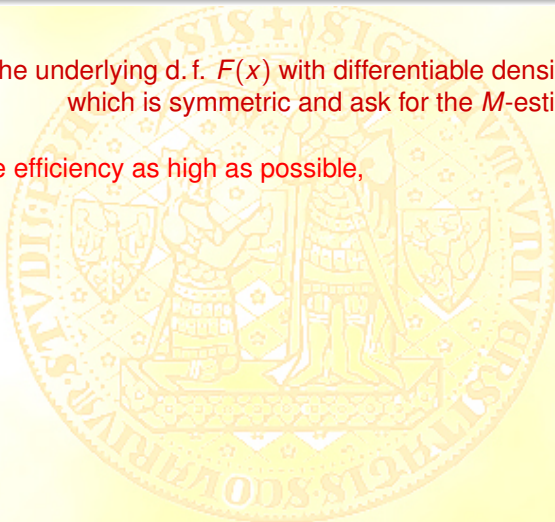 he underlying d. f. F(x) with differentiable densi
which is symmetric and ask for the M-esti
e efficiency as high as possible,